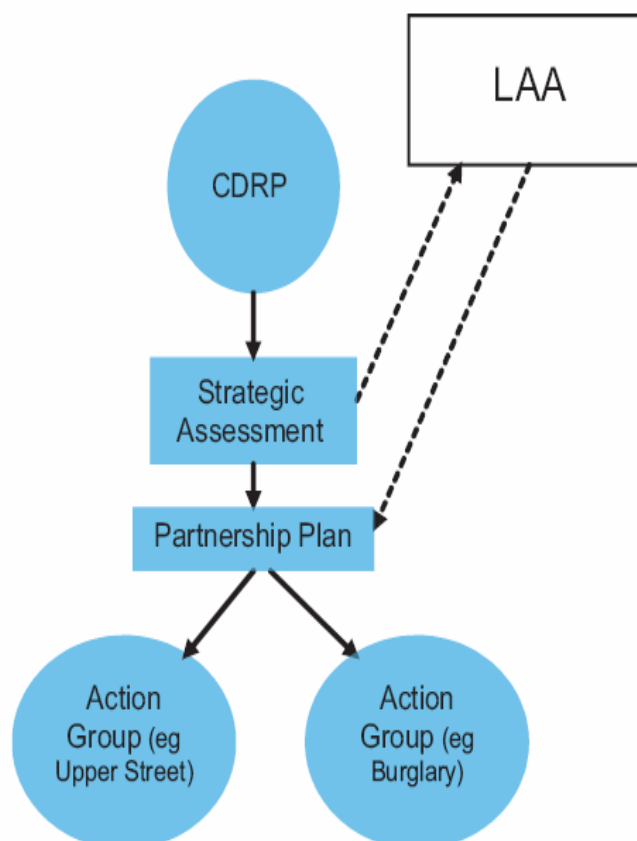 LAA
CDRP
Strategic
Assessment
Partnership Plan
Action
Group (eg
Upper Street)
Action
Group (eg
Burglary)